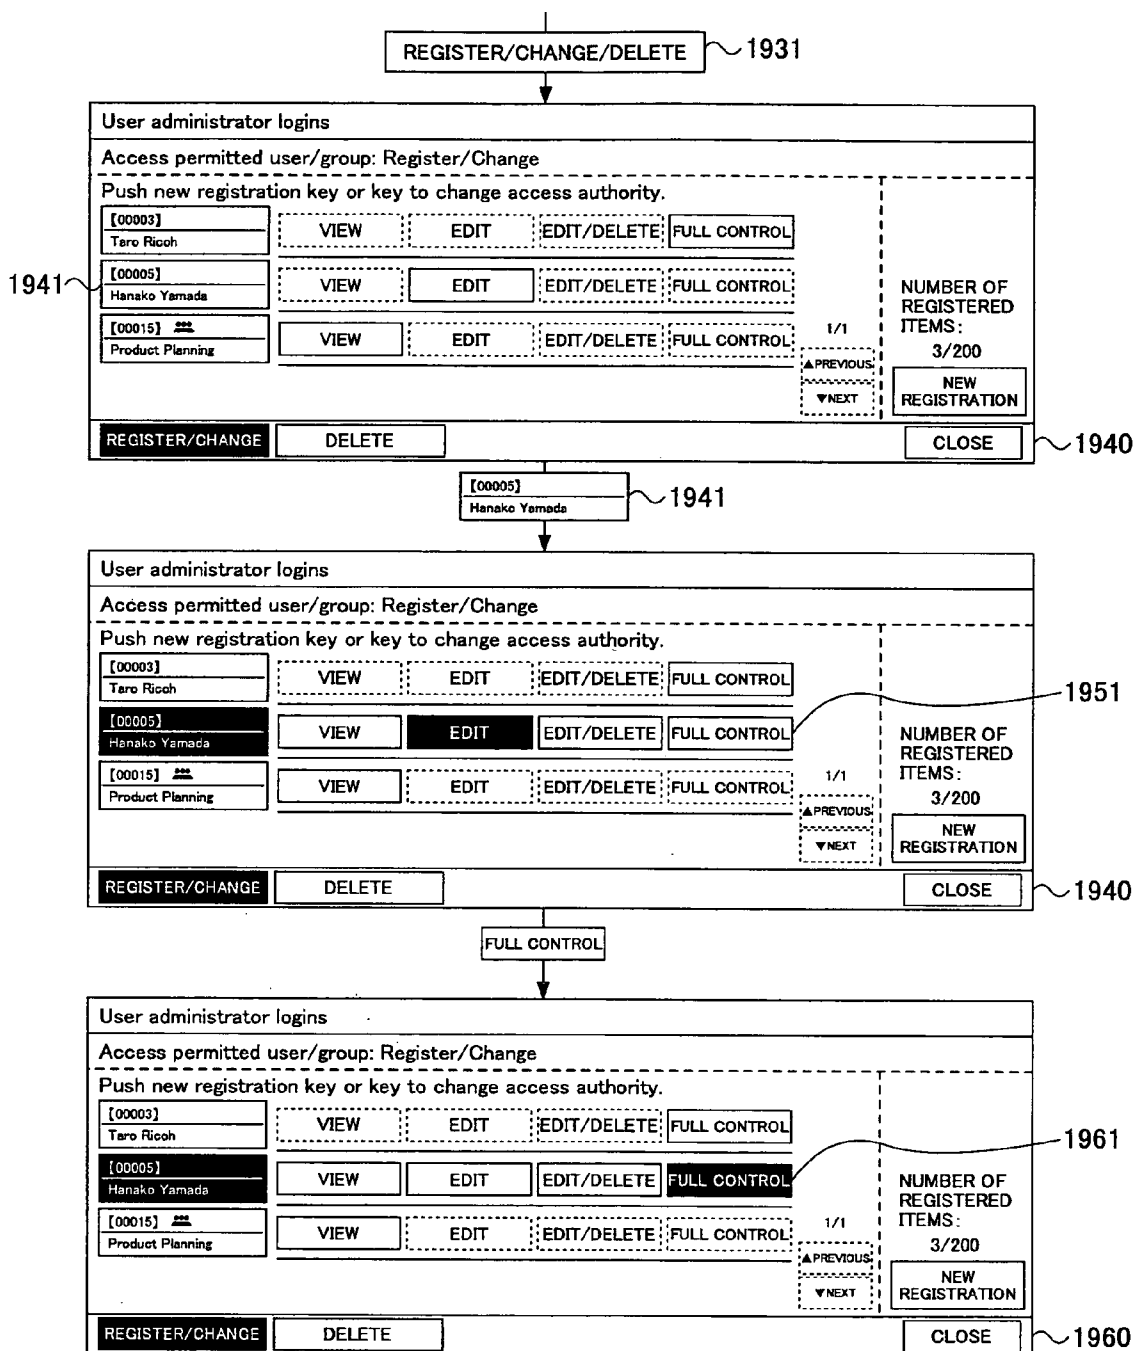 REGISTER/CHANGE/DELETE 1931
User administrator logins
Access permitted user/group: Register/Change
Push new registration key or key to change access authority.
【00003】
Taro Ricoh
VIEW EDIT EDIT/DELETE FULL CONTROL
1941
【00005】
Hanako Yamada
VIEW EDIT EDIT/DELETE FULL CONTROL
【00015】
Product Planning
VIEW EDIT EDIT/DELETE FULL CONTROL
1/1
▲PREVIOUS
▼NEXT
NUMBER OF
REGISTERED
ITEMS:
3/200
NEW
REGISTRATION
REGISTER/CHANGE DELETE CLOSE 1940
【00005】
Hanako Yamada
1941
User administrator logins
Access permitted user/group: Register/Change
Push new registration key or key to change access authority.
【00003】
Taro Ricoh
VIEW EDIT EDIT/DELETE FULL CONTROL
1951
【00005】
Hanako Yamada
VIEW EDIT EDIT/DELETE FULL CONTROL
【00015】
Product Planning
VIEW EDIT EDIT/DELETE FULL CONTROL
1/1
▲PREVIOUS
▼NEXT
NUMBER OF
REGISTERED
ITEMS:
3/200
NEW
REGISTRATION
REGISTER/CHANGE DELETE CLOSE 1940
FULL CONTROL
User administrator logins
Access permitted user/group: Register/Change
Push new registration key or key to change access authority.
【00003】
Taro Ricoh
VIEW EDIT EDIT/DELETE FULL CONTROL
1961
【00005】
Hanako Yamada
VIEW EDIT EDIT/DELETE FULL CONTROL
【00015】
Product Planning
VIEW EDIT EDIT/DELETE FULL CONTROL
1/1
▲PREVIOUS
▼NEXT
NUMBER OF
REGISTERED
ITEMS:
3/200
NEW
REGISTRATION
REGISTER/CHANGE DELETE CLOSE 1960